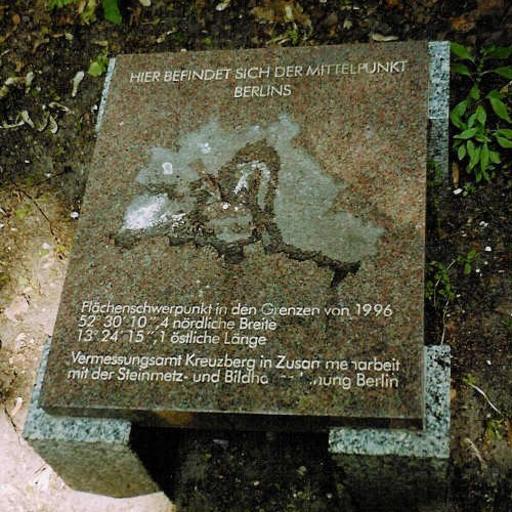 HIER BEFINDET SICH DER MITTELPUNKT
BERLINS
Flächenschwerpunkt in den Grenzen von 1996
52° 30' 10",4 nördliche Breite
13° 24' 15",1 östliche Länge
Vermessungsamt Kreuzberg in Zusammenarbeit
mit der Steinmetz- und Berlin